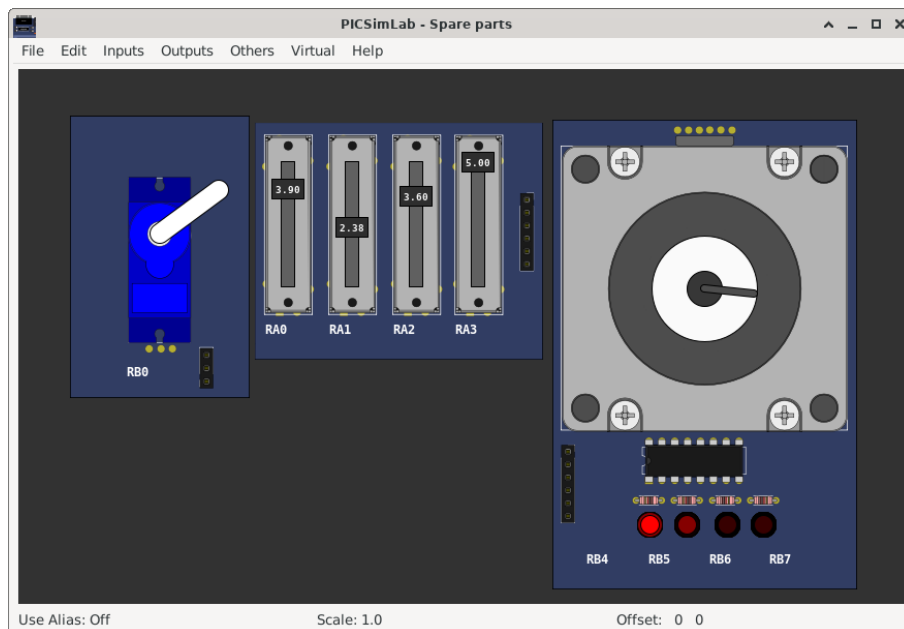 PICSimLab - Spare parts
File Edit Inputs Outputs Others Virtual Help
3.90 2.38 3.60 5.00
RA0 RA1 RA2 RA3
RB0
RB4 RB5 RB6 RB7
Use Alias: Off Scale: 1.0 Offset: 0 0